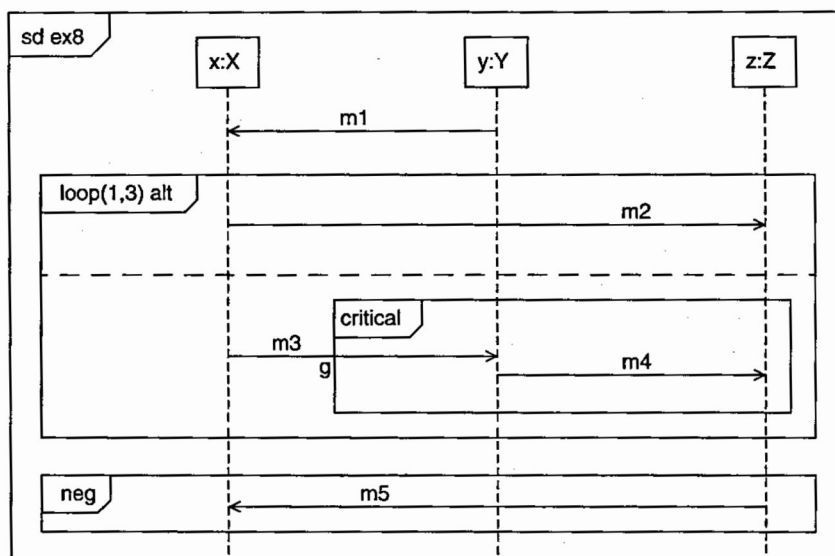 sd ex8
x:X
y:Y
z:Z
m1
loop(1,3) alt
m2
critical
m3
g
m4
neg
m5